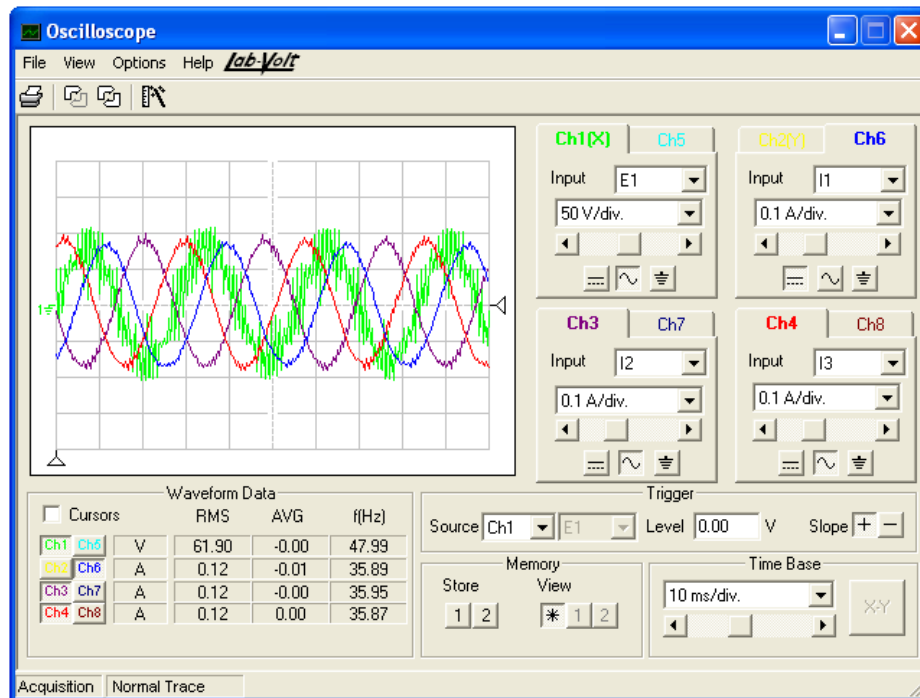 Oscilloscope
File View Options Help Lab-Volt
Ch1(X) Ch5
Input E1
50 V/div.
Ch2(Y) Ch6
Input I1
0.1 A/div.
1
Ch3 Ch7
Input I2
0.1 A/div.
Ch4 Ch8
Input I3
0.1 A/div.
Waveform Data
Cursors RMS AVG f(Hz)
Ch1 Ch5 V 61.90 -0.00 47.99
Ch2 Ch6 A 0.12 -0.01 35.89
Ch3 Ch7 A 0.12 -0.00 35.95
Ch4 Ch8 A 0.12 0.00 35.87
Trigger
Source Ch1 E1 Level 0.00 V Slope + −
Memory
Store View
1 2 * 1 2
Time Base
10 ms/div.
X-Y
Acquisition Normal Trace